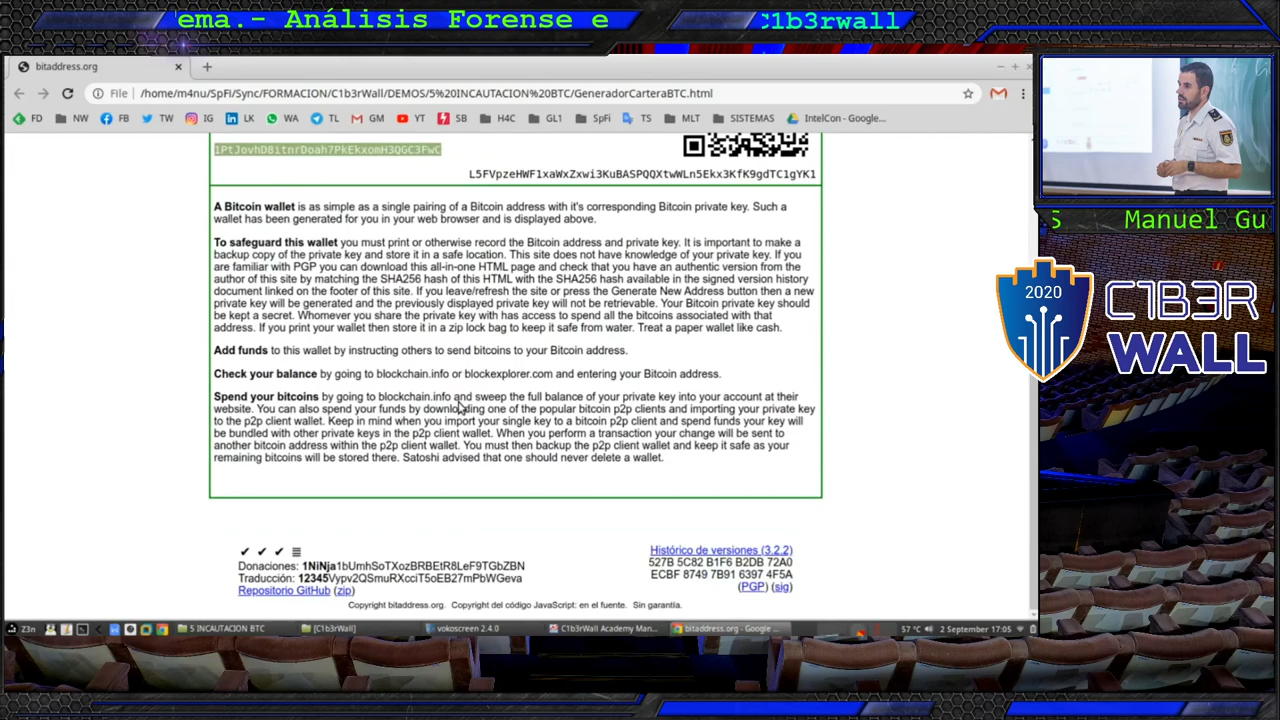 ema.- Análisis Forense e
C1b3rwall
bitaddress.org
File
/home/m4nu/SpFi/Sync/FORMACION/C1b3rWall/DEMOS/5%20INCAUTACION%20BTC/GeneradorCarteraBTC.html
FD NW FB TW IG LK WA TL GM YT SB H4C GL1 SpFi TS MLT SISTEMAS IntelCon - Google...
1PtJovhD8itnrDoah7PkEkxomH3QGC3FwC
L5FVpzeHWF1xaWxZxwi3KuBASPQQXtwWLn5Ekx3KfK9gdTC1gYK1
A Bitcoin wallet is as simple as a single pairing of a Bitcoin address with it's corresponding Bitcoin private key. Such a
wallet has been generated for you in your web browser and is displayed above.
To safeguard this wallet you must print or otherwise record the Bitcoin address and private key. It is important to make a
backup copy of the private key and store it in a safe location. This site does not have knowledge of your private key. If you
are familiar with PGP you can download this all-in-one HTML page and check that you have an authentic version from the
author of this site by matching the SHA256 hash of this HTML with the SHA256 hash available in the signed version history
document linked on the footer of this site. If you leave/refresh the site or press the Generate New Address button then a new
private key will be generated and the previously displayed private key will not be retrievable. Your Bitcoin private key should
be kept a secret. Whomever you share the private key with has access to spend all the bitcoins associated with that
address. If you print your wallet then store it in a zip lock bag to keep it safe from water. Treat a paper wallet like cash.
Add funds to this wallet by instructing others to send bitcoins to your Bitcoin address.
Check your balance by going to blockchain.info or blockexplorer.com and entering your Bitcoin address.
Spend your bitcoins by going to blockchain.info and sweep the full balance of your private key into your account at their
website. You can also spend your funds by downloading one of the popular bitcoin p2p clients and importing your private key
to the p2p client wallet. Keep in mind when you import your single key to a bitcoin p2p client and spend funds your key will
be bundled with other private keys in the p2p client wallet. When you perform a transaction your change will be sent to
another bitcoin address within the p2p client wallet. You must then backup the p2p client wallet and keep it safe as your
remaining bitcoins will be stored there. Satoshi advised that one should never delete a wallet.
Donaciones: 1NiNja1bUmhSoTXozBRBEtR8LeF9TGbZBN
Traducción: 12345Vypv2QSmuRXcciT5oEB27mPbWGeva
Repositorio GitHub (zip)
Histórico de versiones (3.2.2)
527B 5C82 B1F6 B2DB 72A0
ECBF 8749 7B91 6397 4F5A
(PGP) (sig)
Copyright bitaddress.org. Copyright del código JavaScript: en el fuente. Sin garantía.
Z3n 5 INCAUTACION BTC [C1b3rWall] vokoscreen 2.4.0 C1b3rWall Academy Man... bitaddress.org - Google ... 57 °C 2 September 17:05
S Manuel Gu
2020
C1B3R
WALL